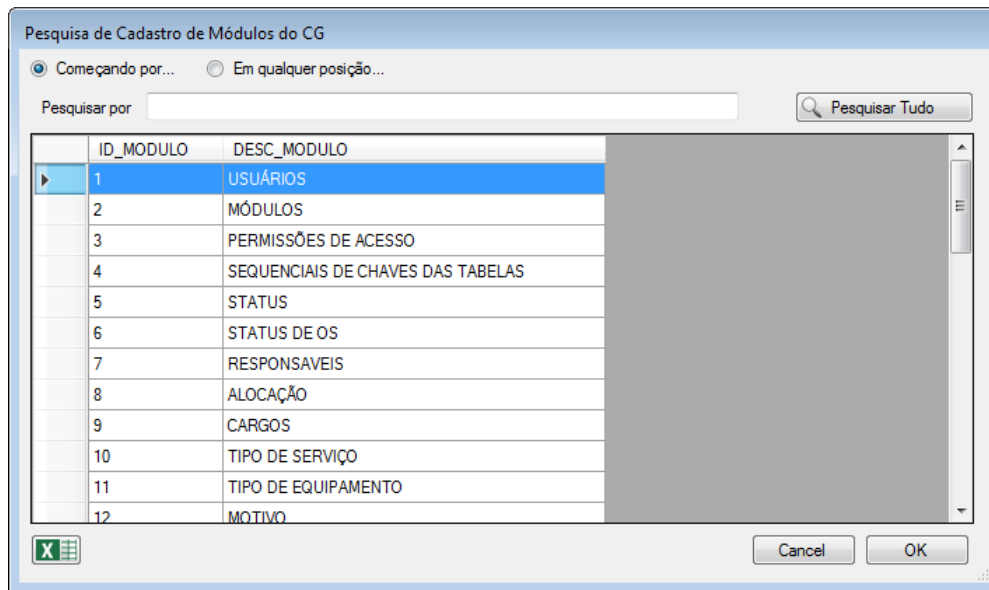 Pesquisa de Cadastro de Módulos do CG
Começando por... Em qualquer posição...
Pesquisar por Pesquisar Tudo
ID_MODULO DESC_MODULO
1 USUÁRIOS
2 MÓDULOS
3 PERMISSÕES DE ACESSO
4 SEQUENCIAIS DE CHAVES DAS TABELAS
5 STATUS
6 STATUS DE OS
7 RESPONSAVEIS
8 ALOCAÇÃO
9 CARGOS
10 TIPO DE SERVIÇO
11 TIPO DE EQUIPAMENTO
12 MOTIVO
X Cancel OK